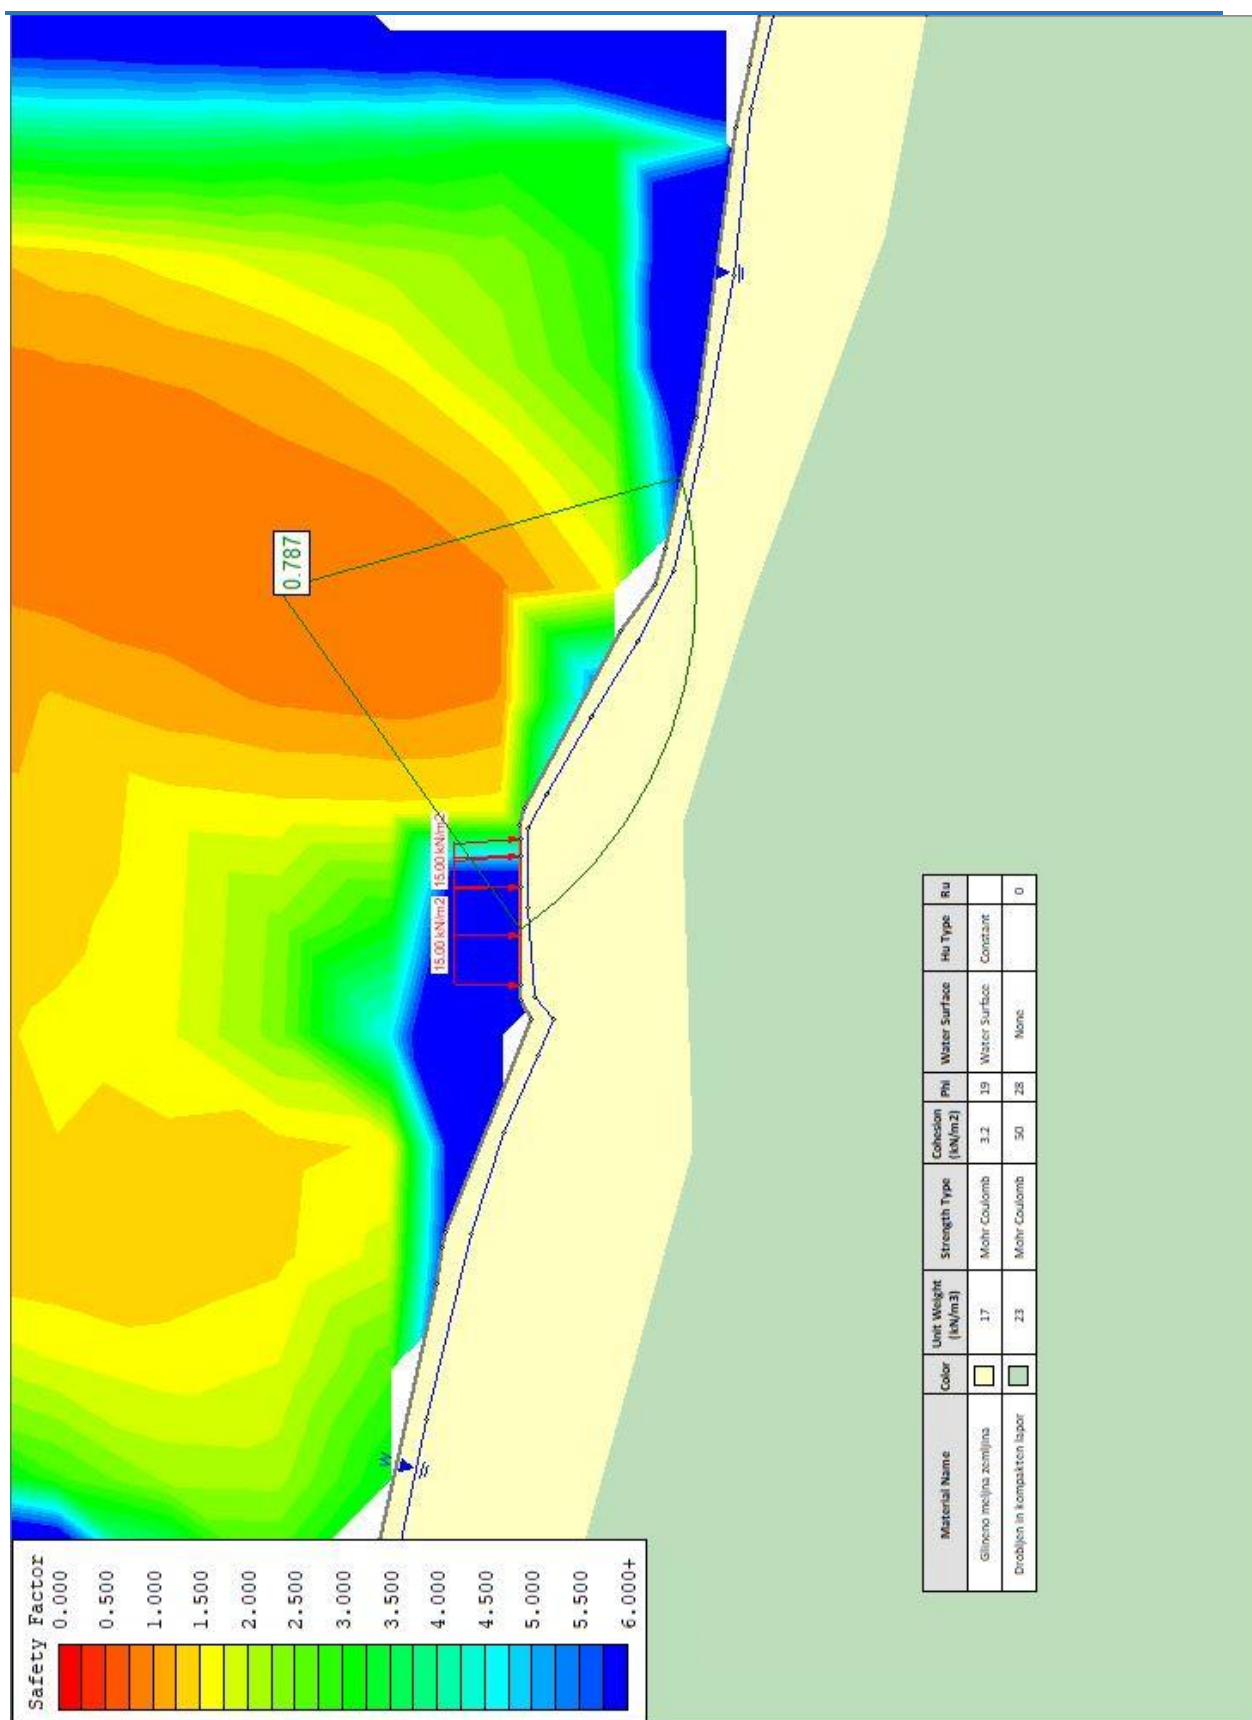 Safety Factor
0.000
0.500
1.000
1.500
2.000
2.500
3.000
3.500
4.000
4.500
5.000
5.500
6.000+
W
15.00 kN/m2
15.00 kN/m2
0.787
Material Name Color Unit Weight (kN/m3) Strength Type Cohesion (kN/m2) Phi Water Surface Hu Type Ru
Glineno meljna zemljina 17 Mohr-Coulomb 3.2 19 Water Surface Constant
Drobljen in kompakten lapor 23 Mohr-Coulomb 50 28 None 0